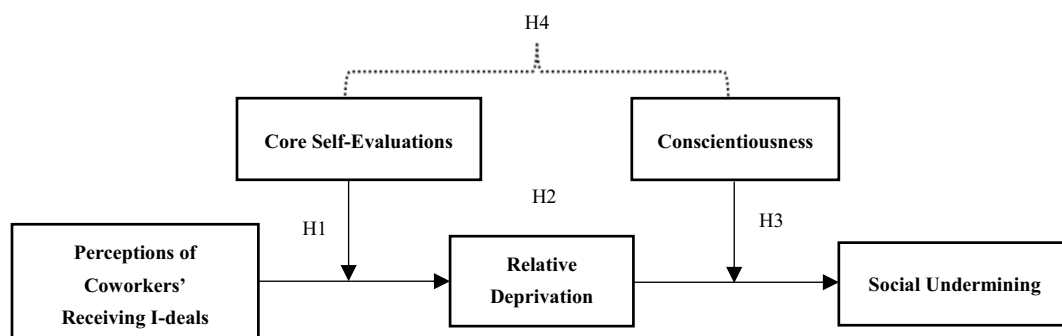 H4
Core Self-Evaluations
Conscientiousness
H2
H1
H3
Perceptions of
Coworkers’
Receiving I-deals
Relative
Deprivation
Social Undermining